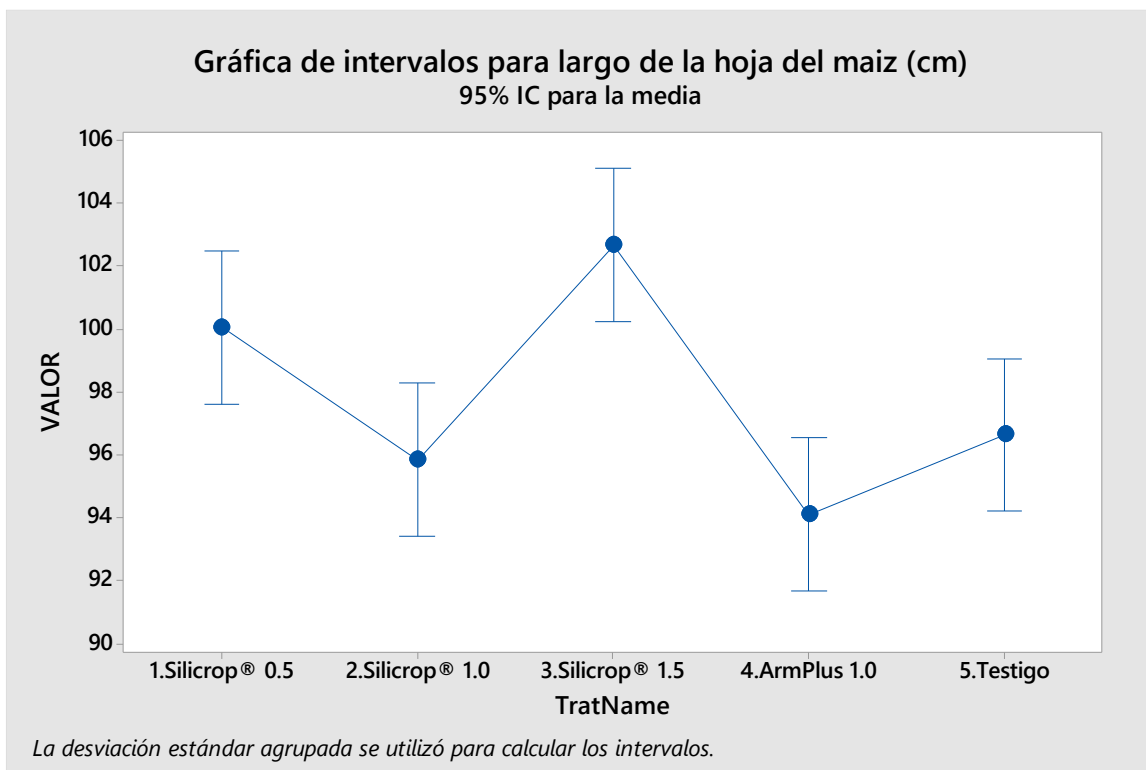 Gráfica de intervalos para largo de la hoja del maiz (cm)
95% IC para la media
106
104
102
100
98
96
94
92
90
VALOR
1.Silicrop® 0.5 2.Silicrop® 1.0 3.Silicrop® 1.5 4.ArmPlus 1.0 5.Testigo
TratName
La desviación estándar agrupada se utilizó para calcular los intervalos.